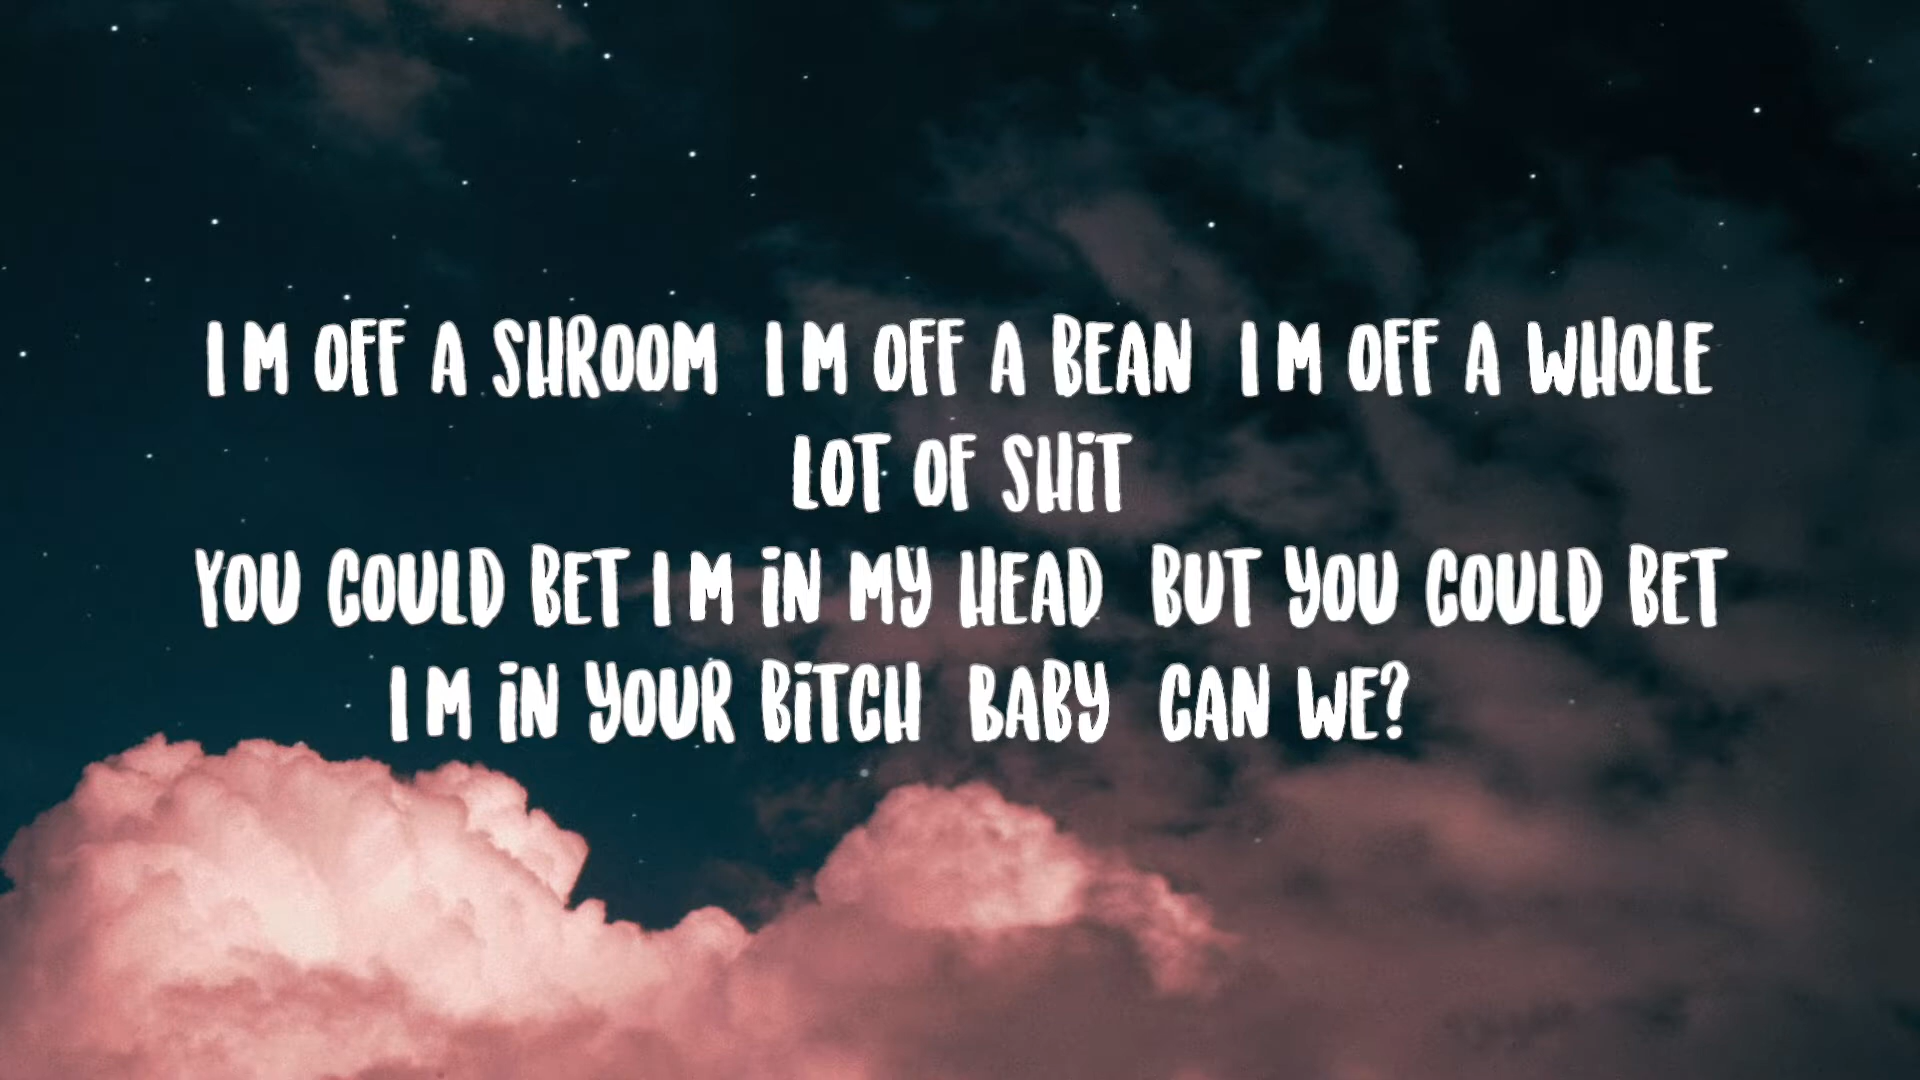 I M OFF A SHROOM  I M OFF A BEAN  I M OFF A WHOLE
LOT OF SHiT
YOU COULD BET I M iN MY HEAD  BUT YOU COULD BET
I M iN YOUR BiTCH  BABY  CAN WE?